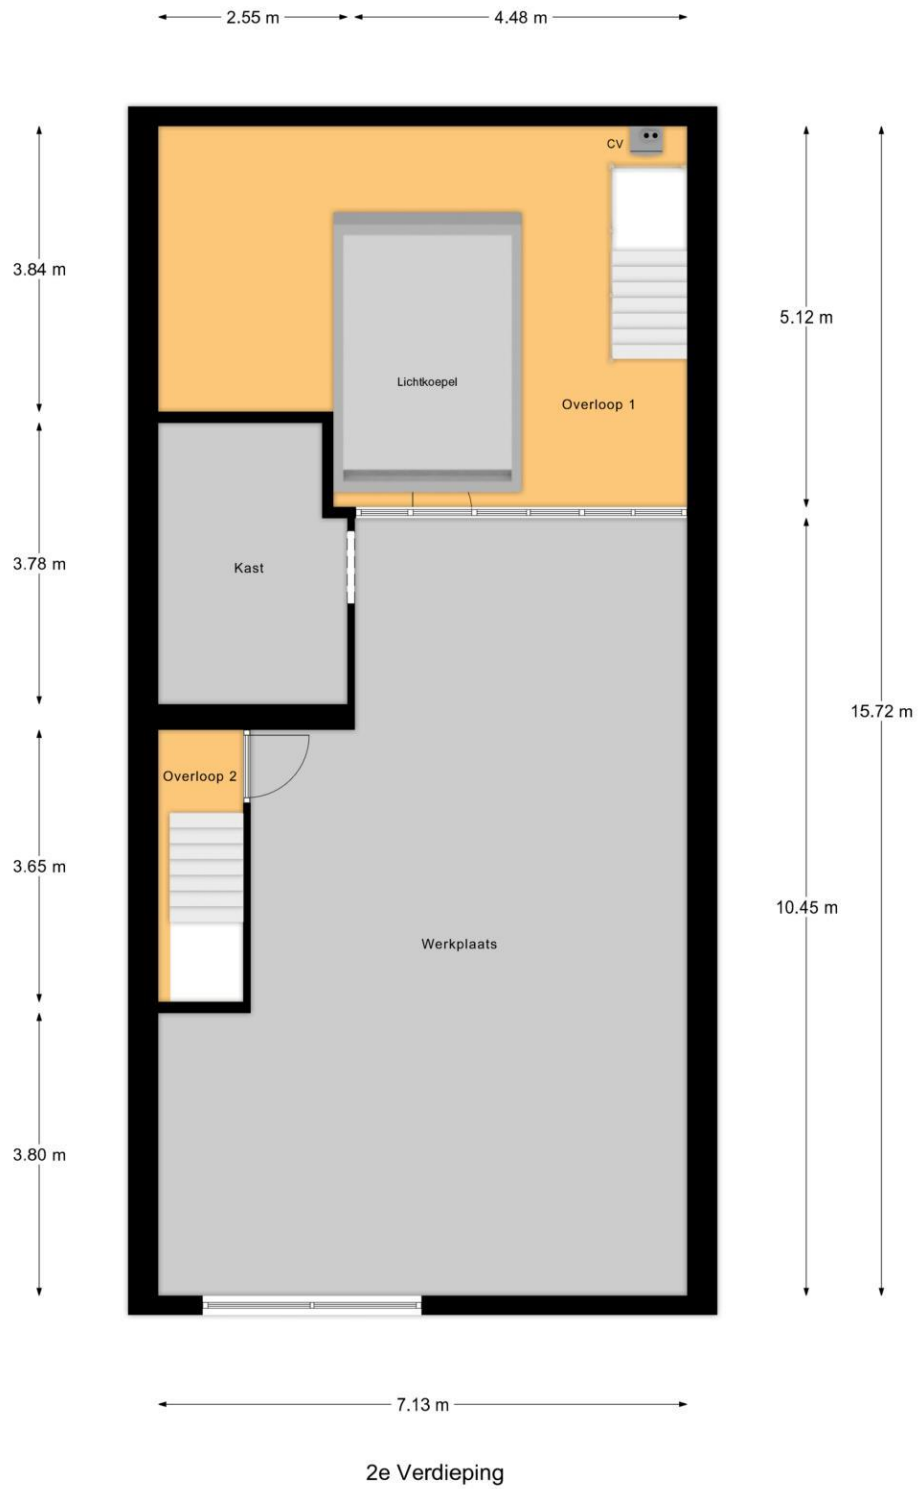 2.55 m
4.48 m
CV
3.84 m
5.12 m
Lichtkoepel
Overloop 1
3.78 m
Kast
15.72 m
Overloop 2
3.65 m
10.45 m
Werkplaats
3.80 m
7.13 m
2e Verdieping